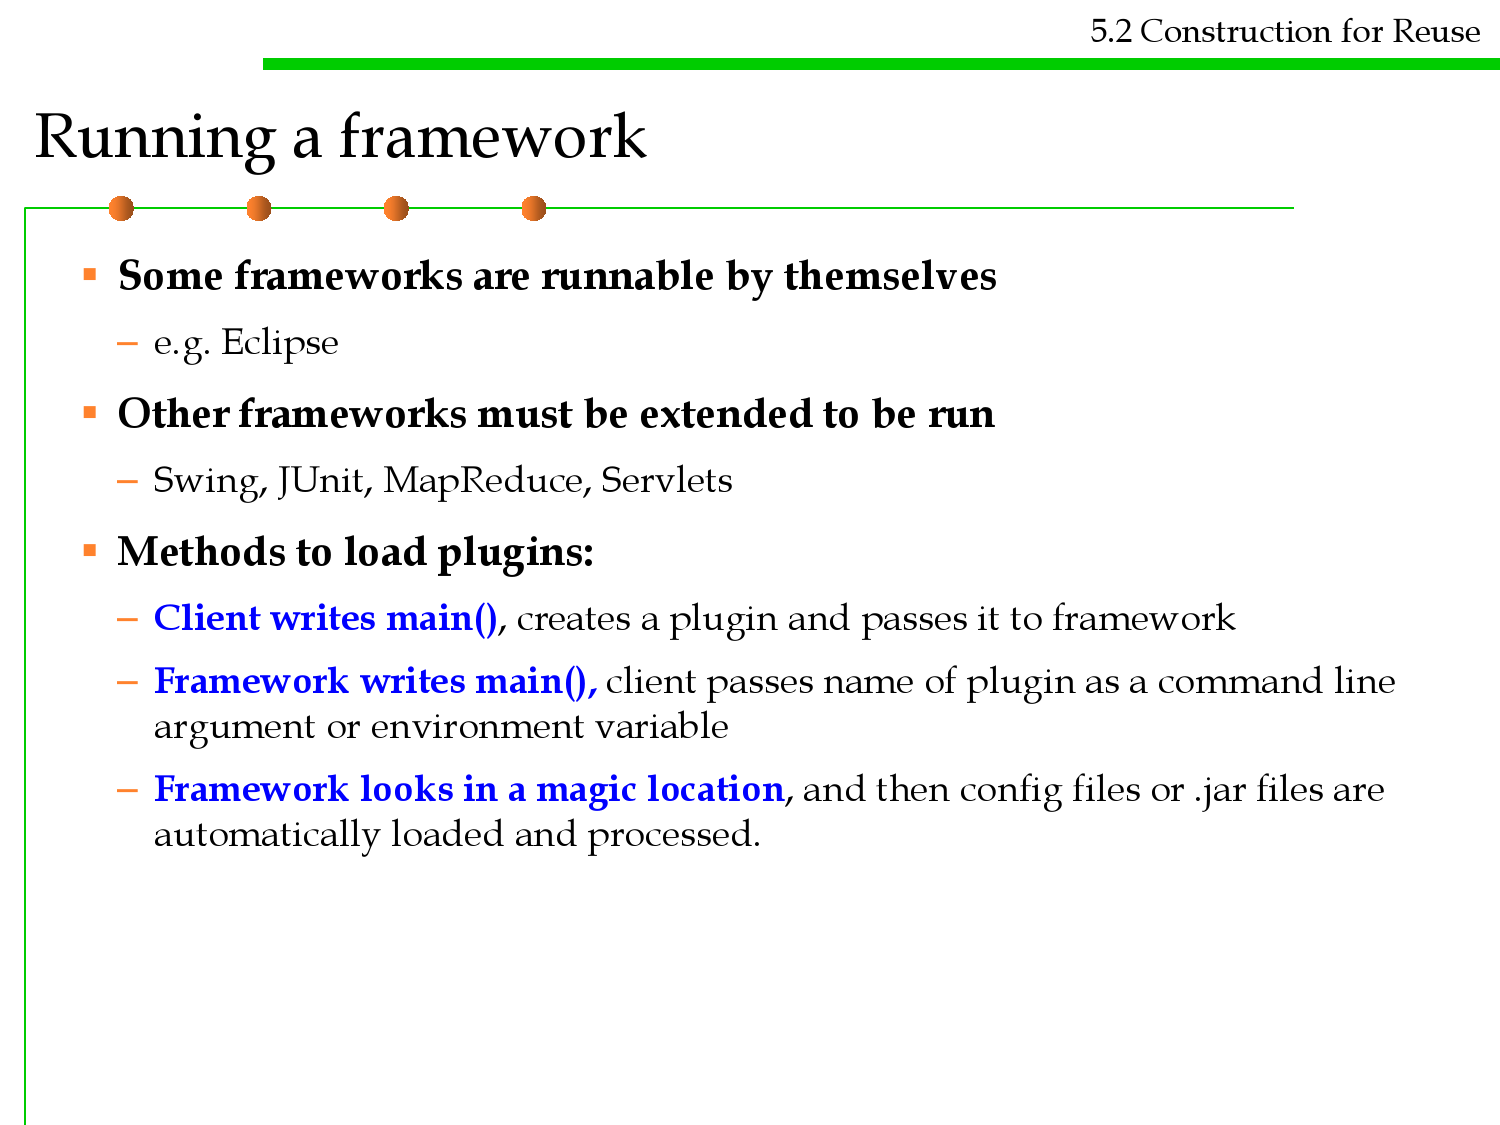 5.2 Construction for Reuse
Running a framework
▪ Some frameworks are runnable by themselves
– e.g. Eclipse
▪ Other frameworks must be extended to be run
– Swing, JUnit, MapReduce, Servlets
▪ Methods to load plugins:
– Client writes main(), creates a plugin and passes it to framework
– Framework writes main(), client passes name of plugin as a command line
argument or environment variable
– Framework looks in a magic location, and then config files or .jar files are
automatically loaded and processed.